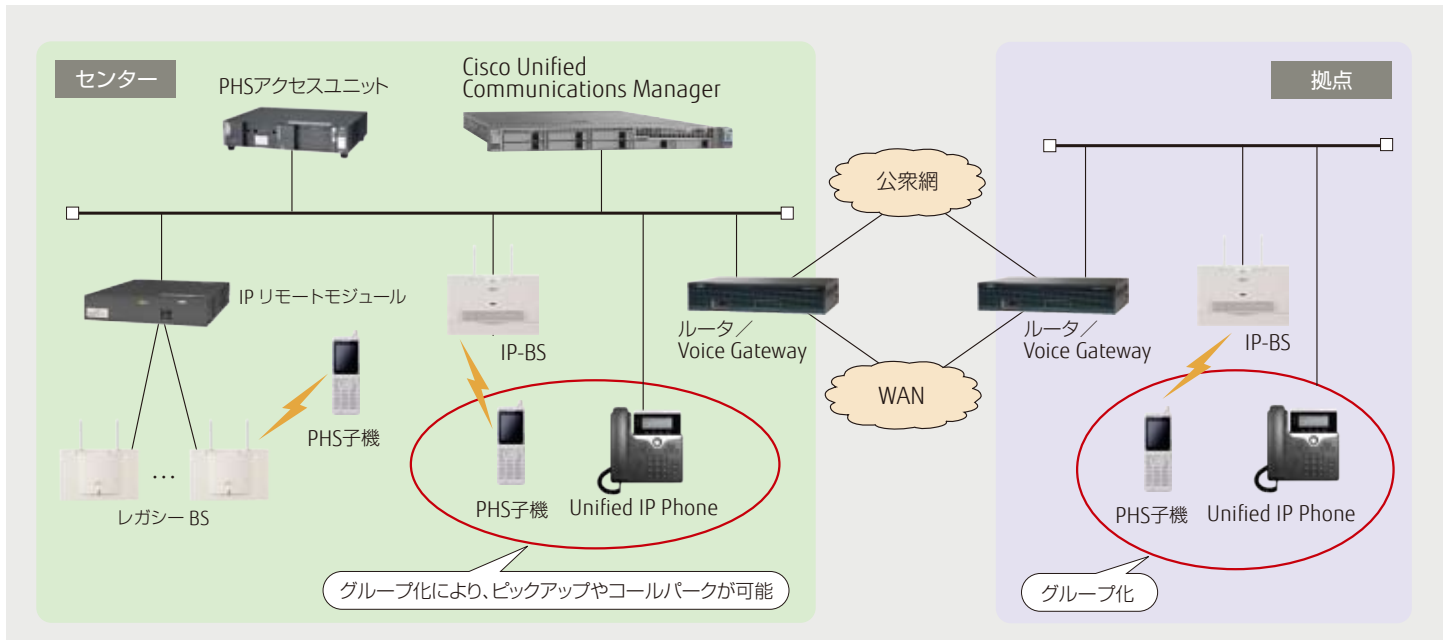 センター
PHSアクセスユニット
Cisco Unified
Communications Manager
拠点
公衆網
IP リモートモジュール
IP-BS
ルータ／
Voice Gateway
ルータ／
Voice Gateway
IP-BS
WAN
PHS子機
…
レガシー BS
PHS子機
Unified IP Phone
PHS子機
Unified IP Phone
グループ化により、ピックアップやコールパークが可能
グループ化